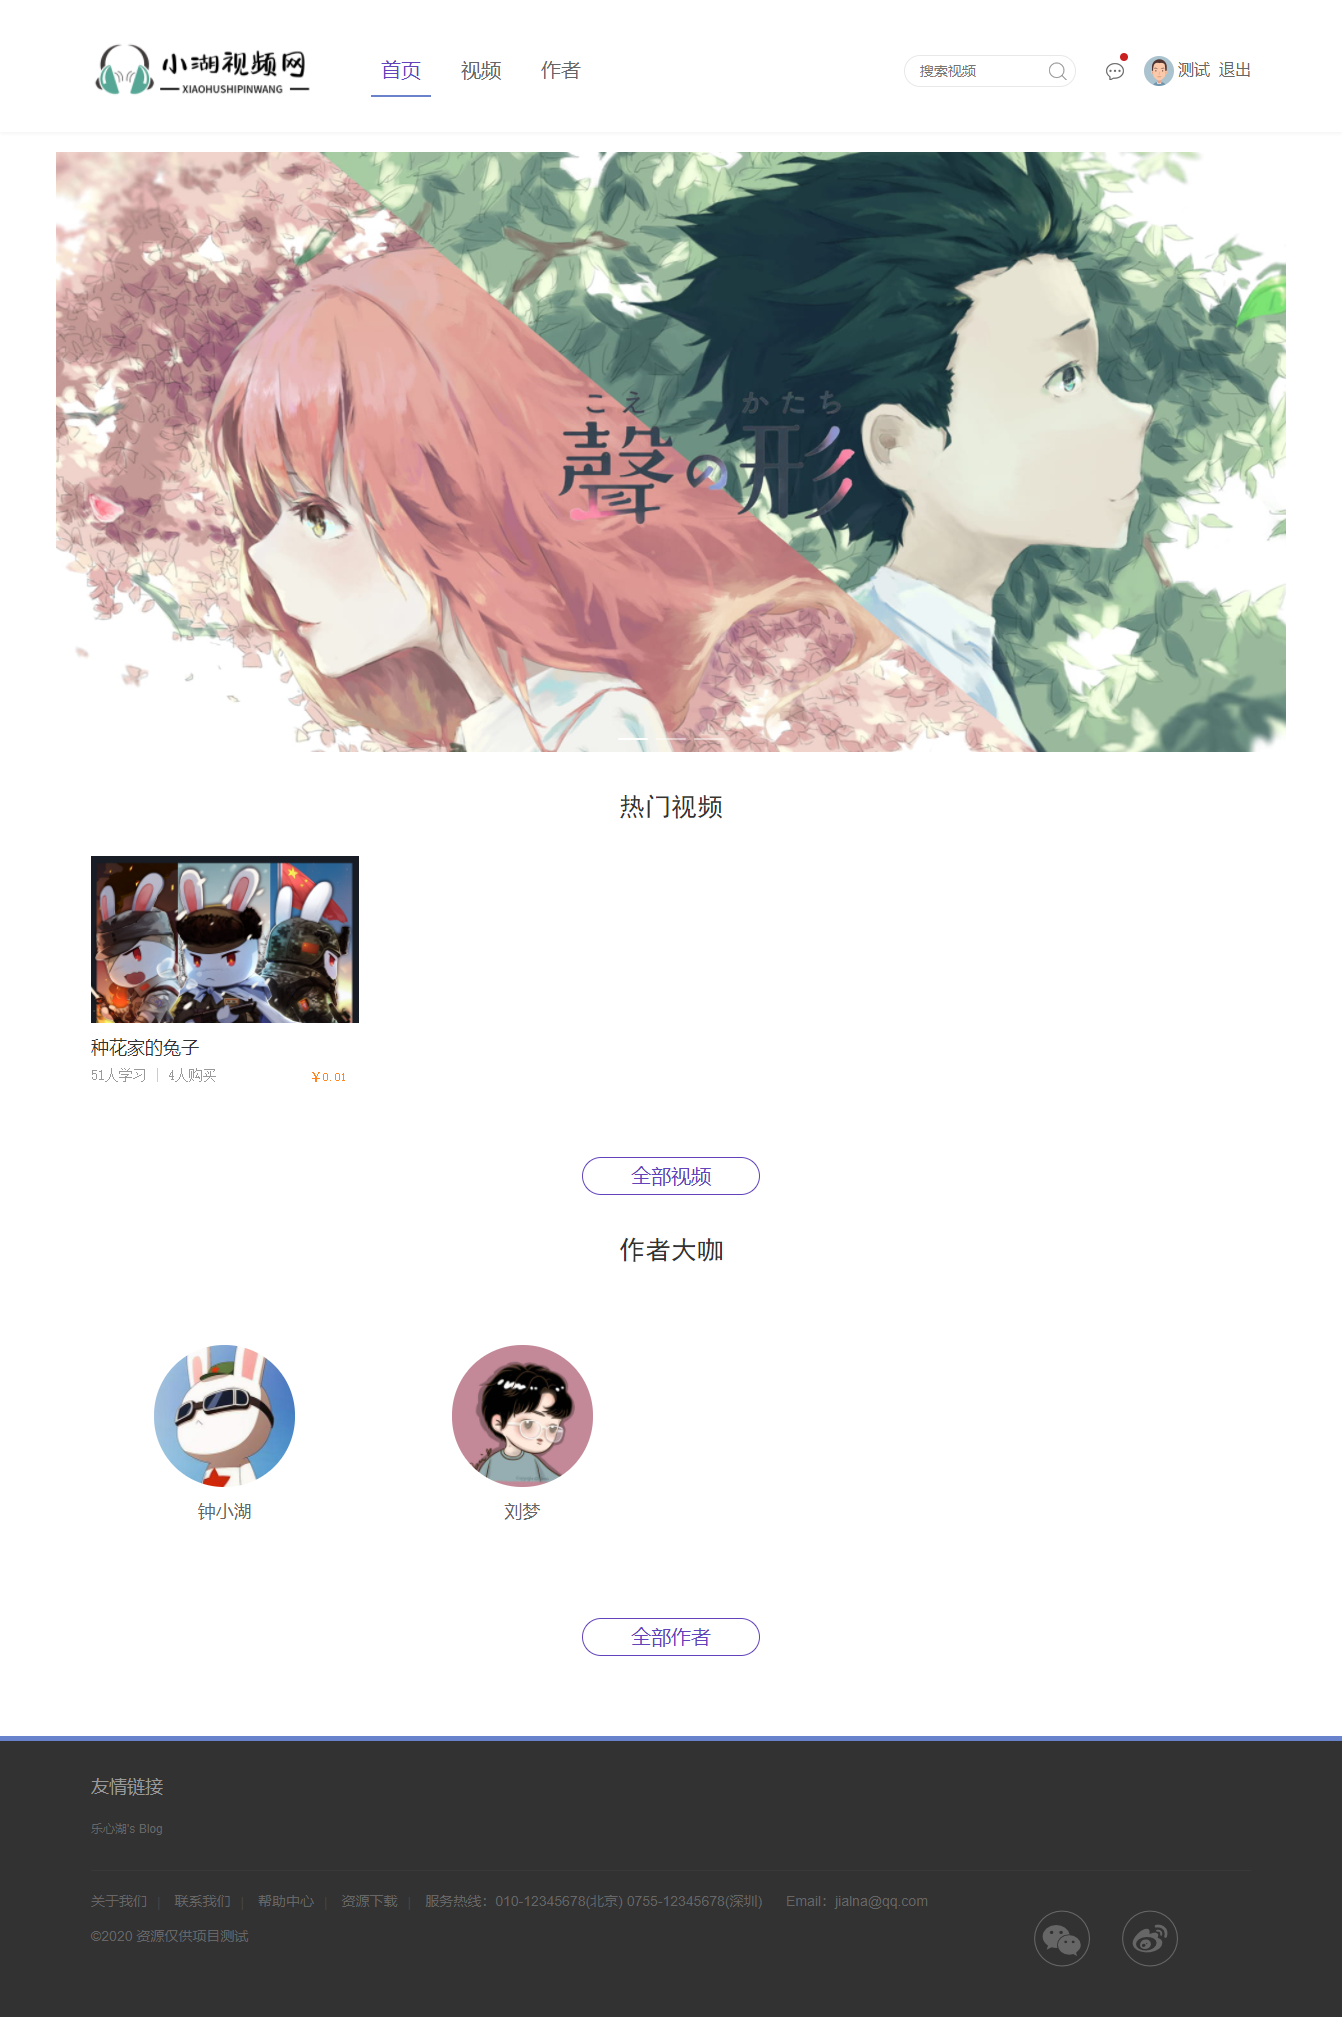 小湖视频网
XIAOHUSHIPINWANG
首页 视频 作者
搜索视频
测试 退出
こえ かたち
聲の形
热门视频
种花家的兔子
51人学习 | 4人购买 ¥0.01
全部视频
作者大咖
钟小湖 刘梦
全部作者
友情链接
乐心湖's Blog
关于我们 | 联系我们 | 帮助中心 | 资源下载 | 服务热线：010-12345678(北京) 0755-12345678(深圳) Email：jialna@qq.com
©2020 资源仅供项目测试